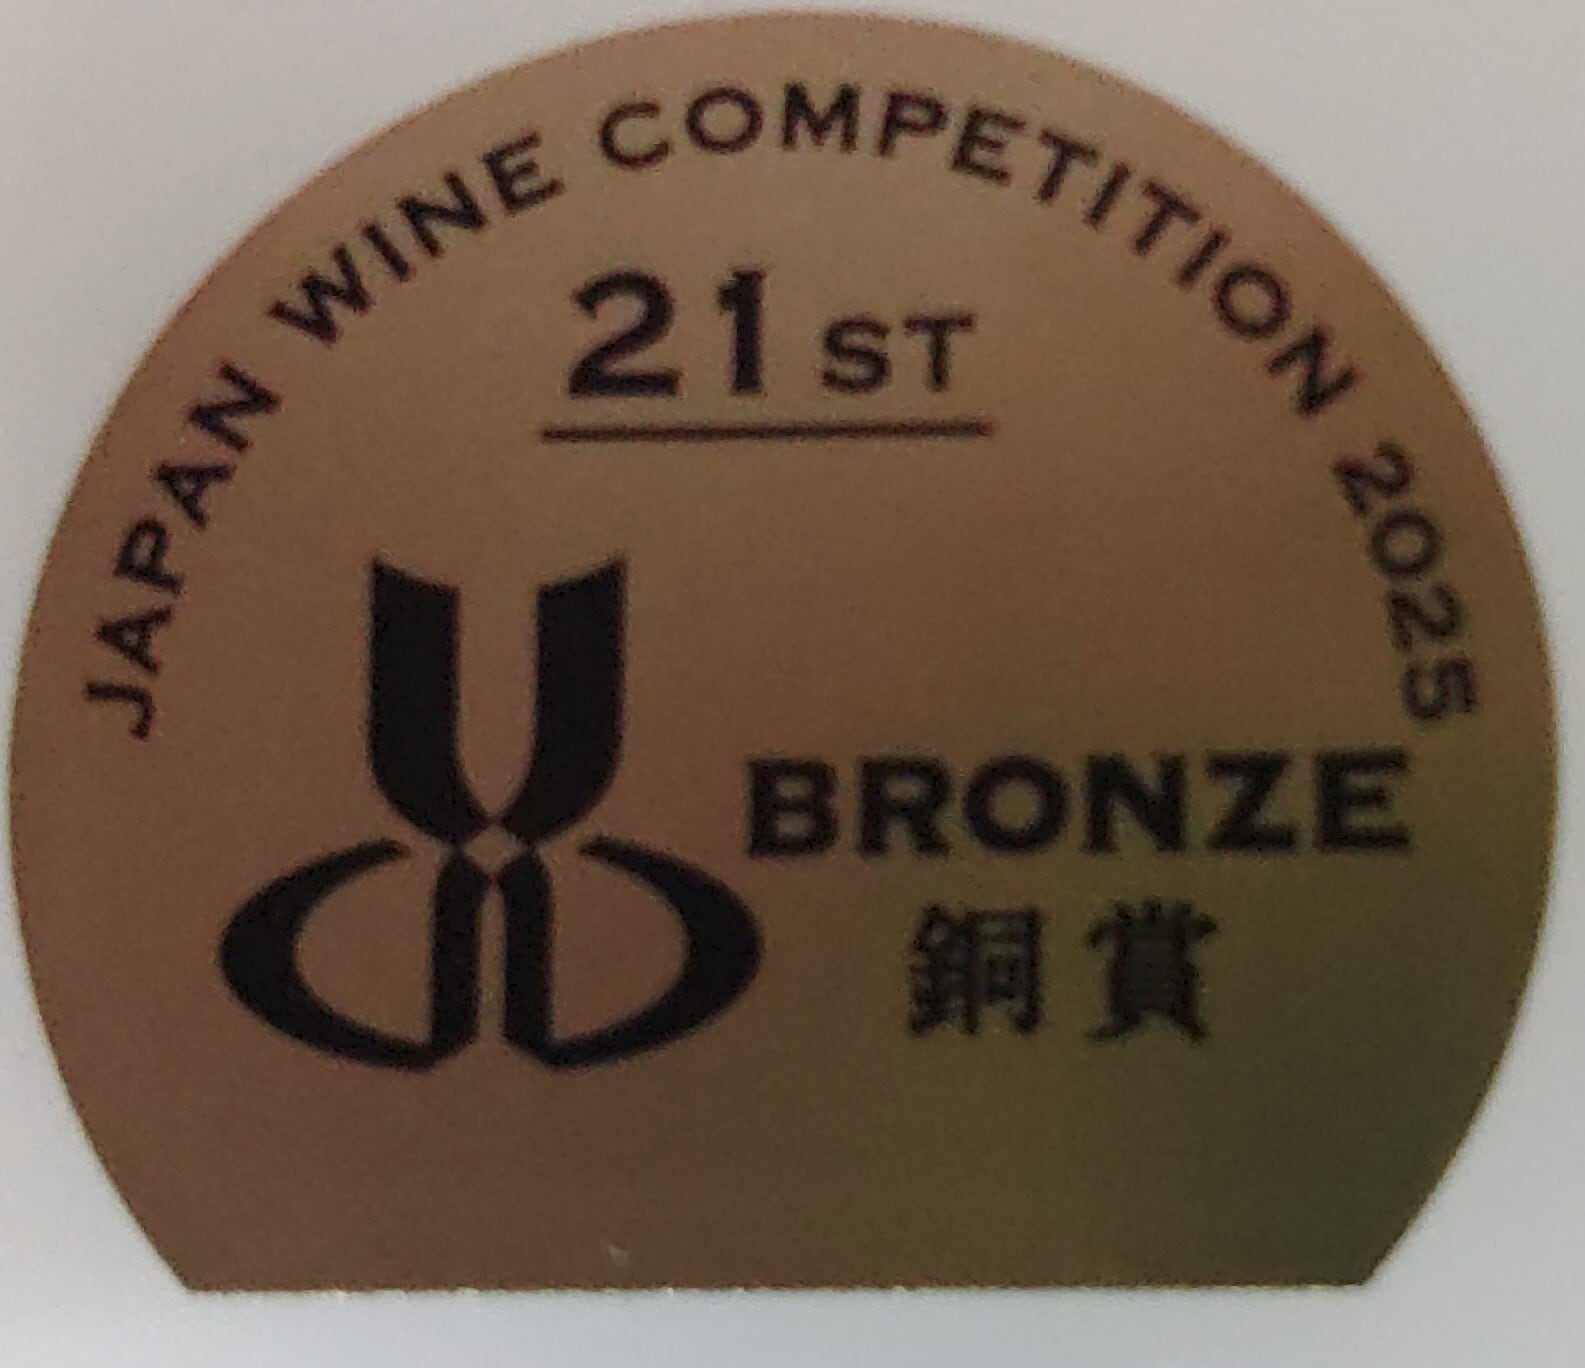 JAPAN WINE COMPETITION 2025
21ST
BRONZE
銅賞